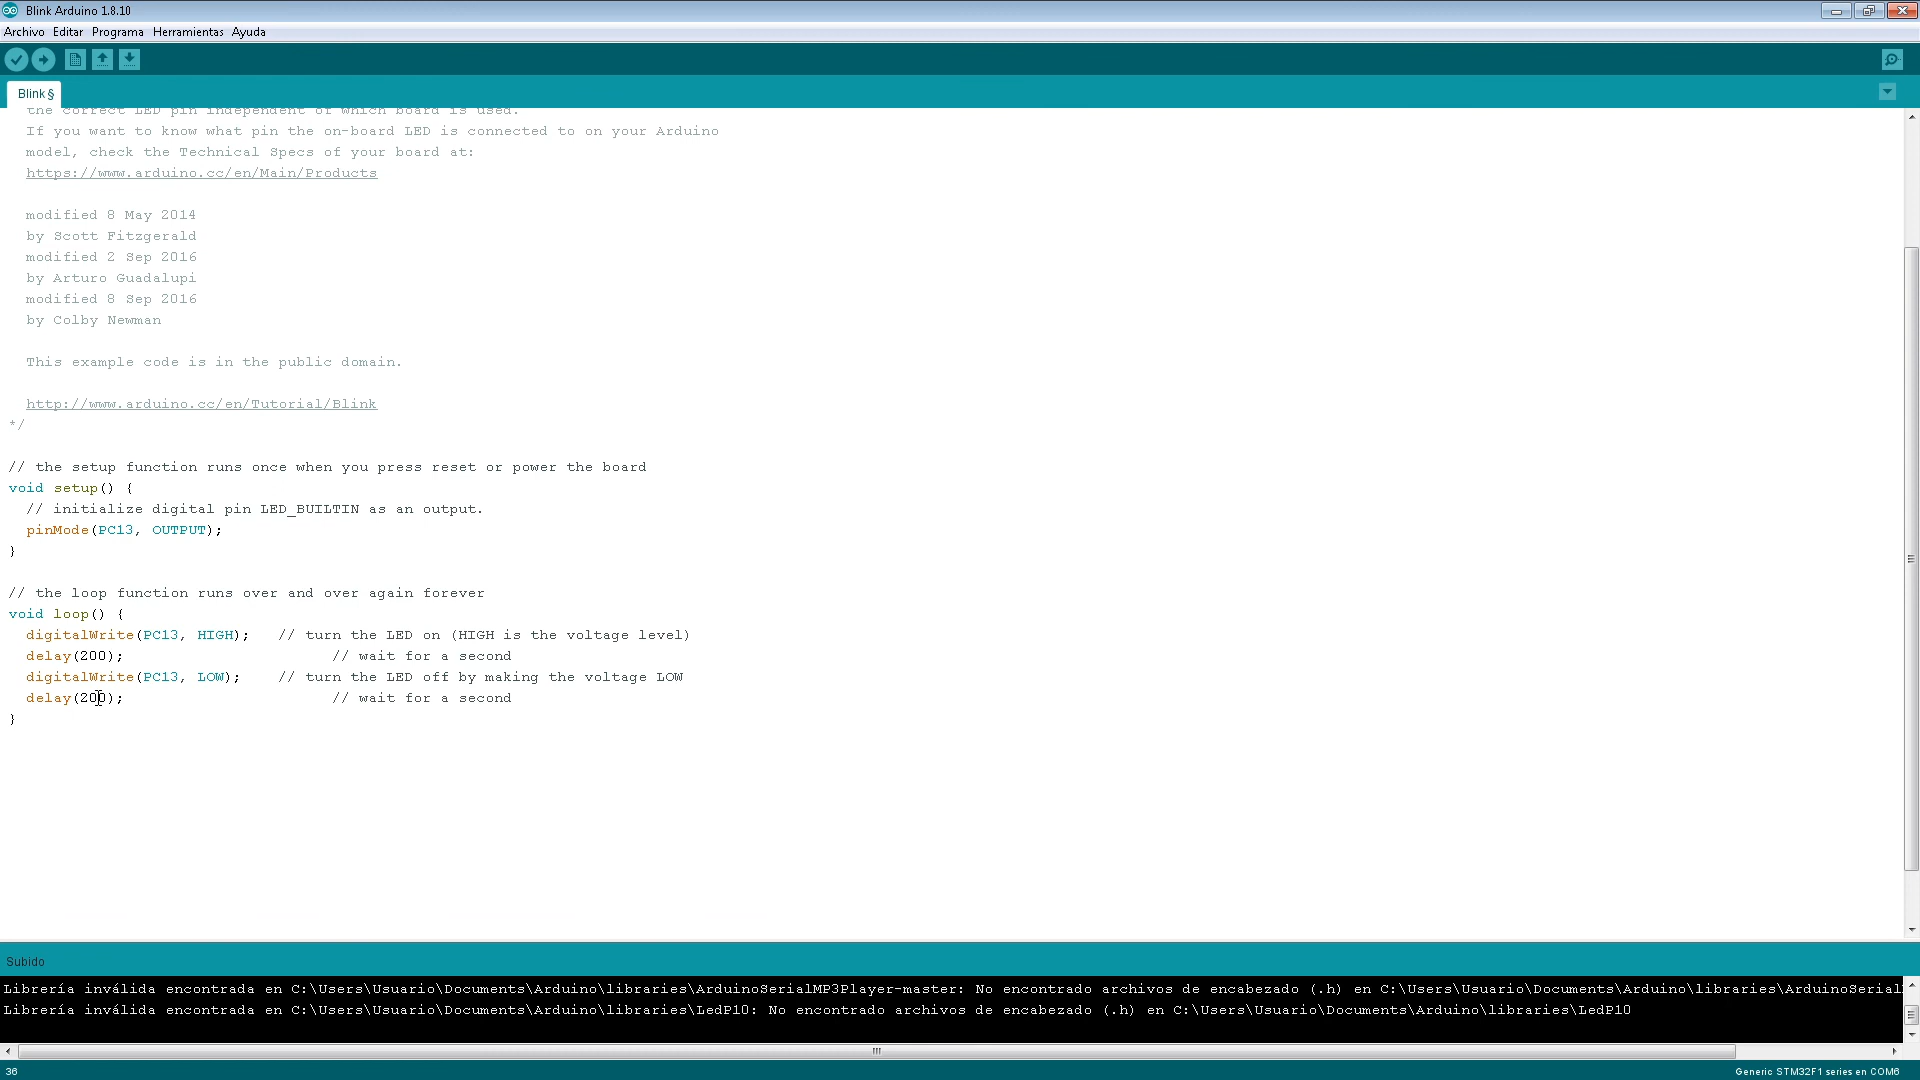 Blink Arduino 1.8.10
Archivo Editar Programa Herramientas Ayuda
Blink §
the correct LED pin independent of which board is used.
If you want to know what pin the on-board LED is connected to on your Arduino
model, check the Technical Specs of your board at:
https://www.arduino.cc/en/Main/Products
modified 8 May 2014
by Scott Fitzgerald
modified 2 Sep 2016
by Arturo Guadalupi
modified 8 Sep 2016
by Colby Newman
This example code is in the public domain.
http://www.arduino.cc/en/Tutorial/Blink
*/
// the setup function runs once when you press reset or power the board
void setup() {
// initialize digital pin LED_BUILTIN as an output.
pinMode(PC13, OUTPUT);
}
// the loop function runs over and over again forever
void loop() {
digitalWrite(PC13, HIGH);   // turn the LED on (HIGH is the voltage level)
delay(200);                       // wait for a second
digitalWrite(PC13, LOW);    // turn the LED off by making the voltage LOW
delay(200);                       // wait for a second
}
Subido
Librería inválida encontrada en C:\Users\Usuario\Documents\Arduino\libraries\ArduinoSerialMP3Player-master: No encontrado archivos de encabezado (.h) en C:\Users\Usuario\Documents\Arduino\libraries\ArduinoSerial
Librería inválida encontrada en C:\Users\Usuario\Documents\Arduino\libraries\LedP10: No encontrado archivos de encabezado (.h) en C:\Users\Usuario\Documents\Arduino\libraries\LedP10
36
Generic STM32F1 series en COM6